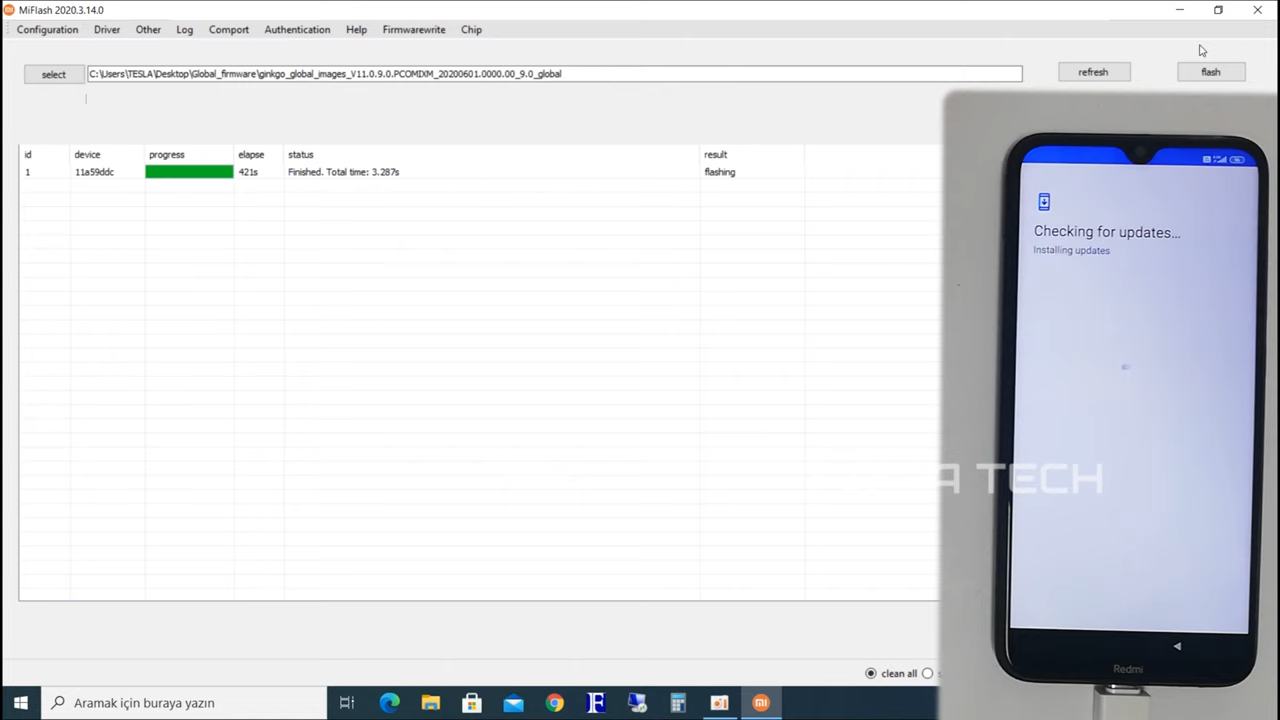 MiFlash 2020.3.14.0
Configuration Driver Other Log Comport Authentication Help Firmwarewrite Chip
select C:\Users\TESLA\Desktop\Global_firmware\ginkgo_global_images_V11.0.9.0.PCOMIXM_20200601.0000.00_9.0_global refresh flash
id device progress elapse status result
1 11a59ddc 421s Finished. Total time: 3.287s flashing
Checking for updates...
Installing updates
A TECH
Redmi
clean all
Aramak için buraya yazın